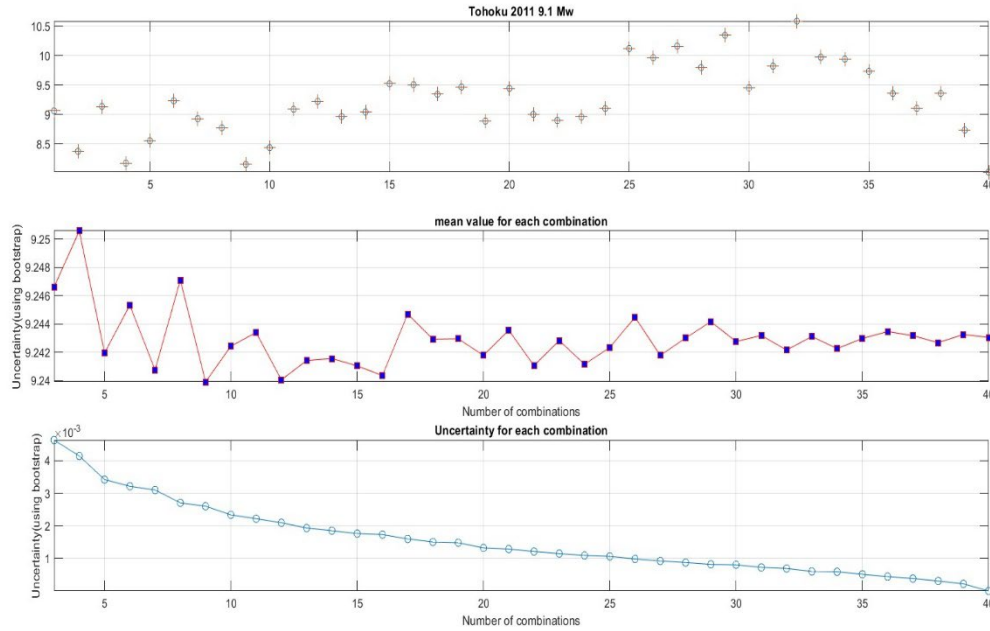 Tohoku 2011 9.1 Mw
10.5
10
9.5
9
8.5
5 10 15 20 25 30 35 40
mean value for each combination
Uncertainty(using bootstrap)
9.25
9.248
9.246
9.244
9.242
9.24
5 10 15 20 25 30 35 40
Number of combinations
×10⁻³
Uncertainty for each combination
Uncertainty(using bootstrap)
4
3
2
1
5 10 15 20 25 30 35 40
Number of combinations